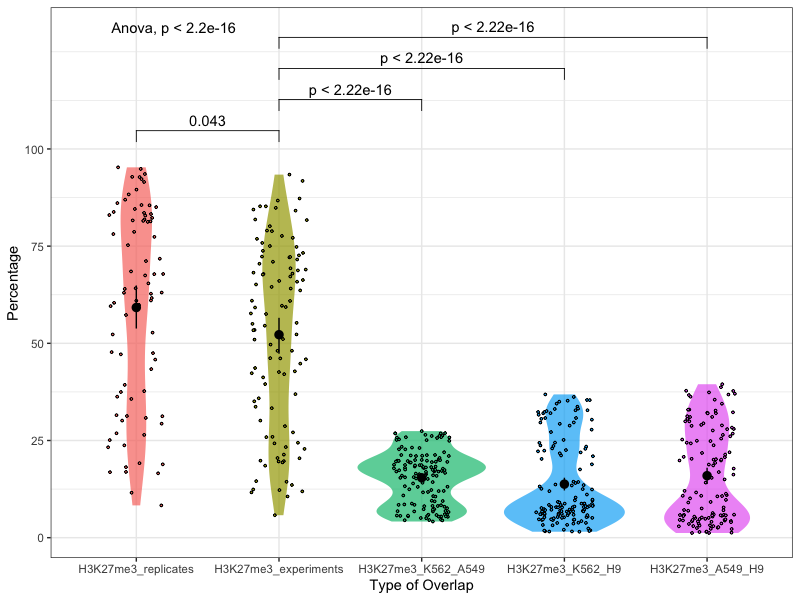 Anova, p < 2.2e-16
p < 2.22e-16
p < 2.22e-16
p < 2.22e-16
0.043
100
75
50
25
0
Percentage
H3K27me3_replicates
H3K27me3_experiments
H3K27me3_K562_A549
H3K27me3_K562_H9
H3K27me3_A549_H9
Type of Overlap